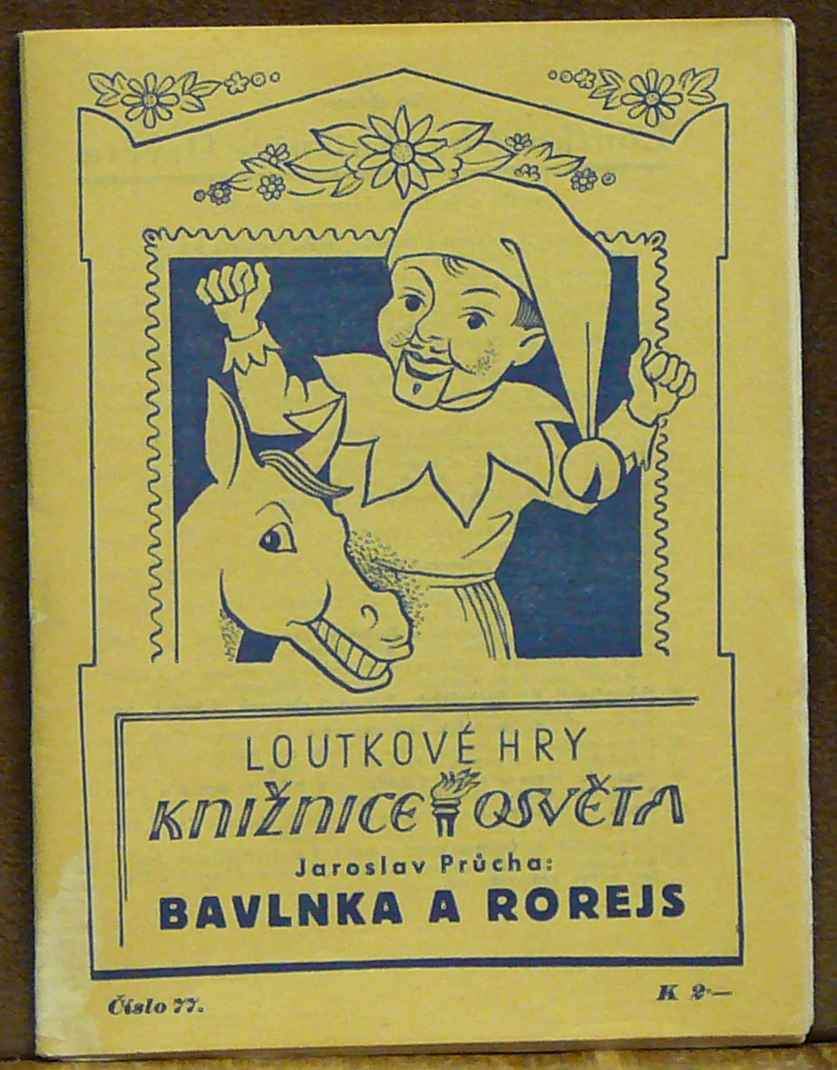 LOUTKOVÉ HRY
KNIŽNICE OSVĚTA
Jaroslav Průcha:
BAVLNKA A ROREJS
Číslo 77.
K 2·—